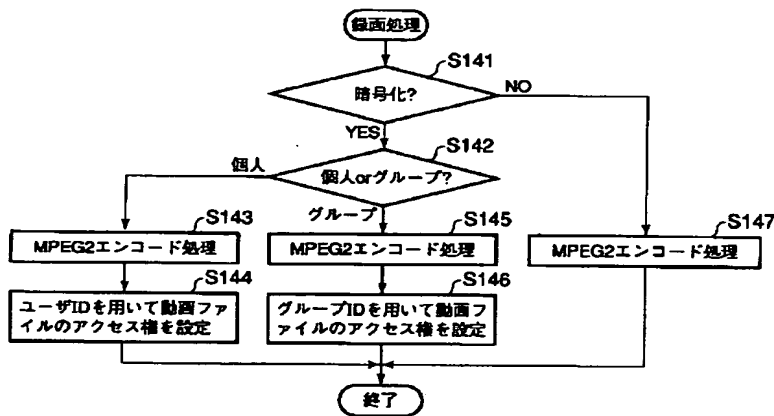 録画処理
S141
暗号化?
NO
YES
S142
個人
個人orグループ?
グループ
S143
MPEG2エンコード処理
S145
MPEG2エンコード処理
S147
MPEG2エンコード処理
S144
ユーザIDを用いて動画ファ
イルのアクセス権を設定
S146
グループIDを用いて動画フ
ァイルのアクセス権を設定
終了